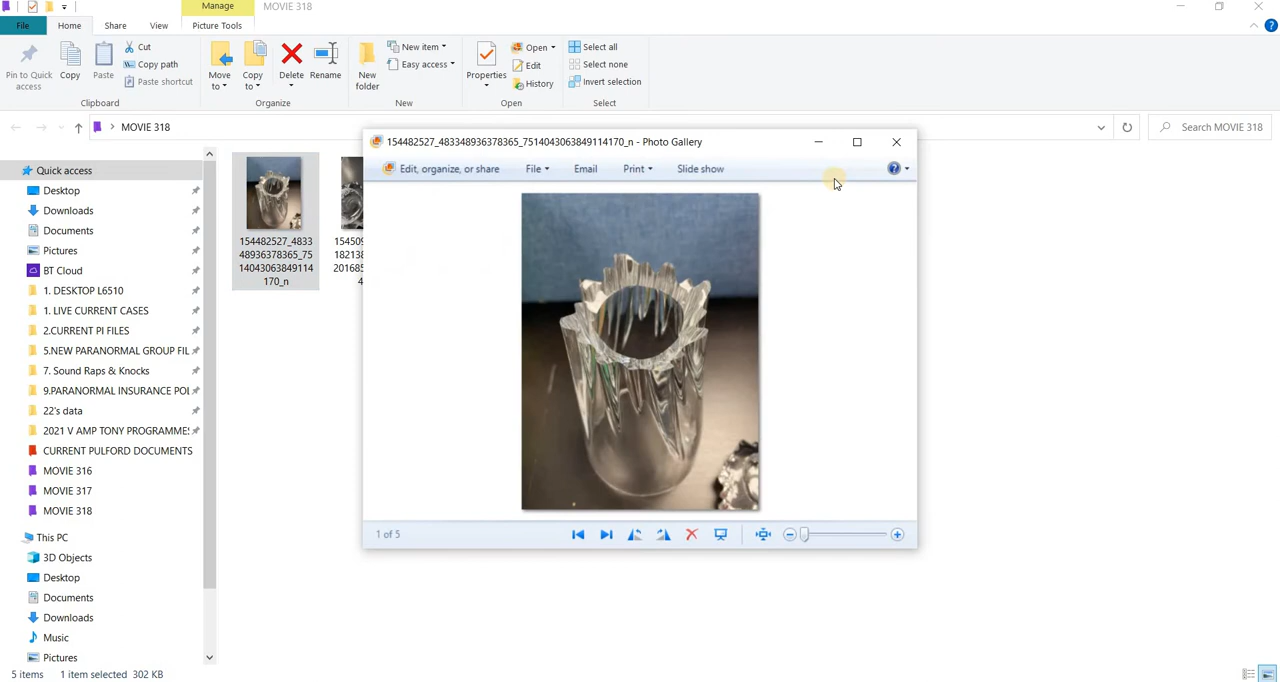 Manage
MOVIE 318
File
Home
Share
View
Picture Tools
Pin to Quick access
Copy
Paste
Cut
Copy path
Paste shortcut
Clipboard
Move to
Copy to
Delete
Rename
Organize
New folder
New item
Easy access
New
Properties
Open
Edit
History
Open
Select all
Select none
Invert selection
Select
MOVIE 318
Search MOVIE 318
Quick access
Desktop
Downloads
Documents
Pictures
BT Cloud
1. DESKTOP L6510
1. LIVE CURRENT CASES
2.CURRENT PI FILES
5.NEW PARANORMAL GROUP FIL
7. Sound Raps & Knocks
9.PARANORMAL INSURANCE POL
22's data
2021 V AMP TONY PROGRAMMES
CURRENT PULFORD DOCUMENTS
MOVIE 316
MOVIE 317
MOVIE 318
This PC
3D Objects
Desktop
Documents
Downloads
Music
Pictures
154482527_4833
48936378365_75
14043063849114
170_n
154509
182138
201685
4
154482527_483348936378365_7514043063849114170_n - Photo Gallery
Edit, organize, or share
File
Email
Print
Slide show
1 of 5
5 items
1 item selected 302 KB